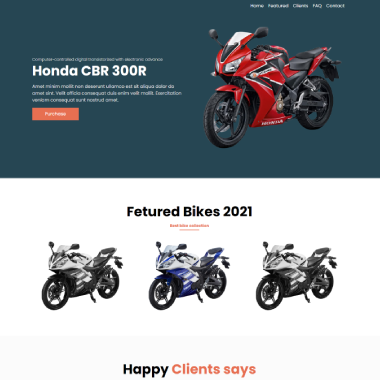 Home Featured Clients FAQ Contact
Computer-controlled digital transistorised with electronic advance
Honda CBR 300R
Amet minim mollit non deserunt ullamco est sit aliqua dolor do
amet sint. Velit officia consequat duis enim velit mollit. Exercitation
veniam consequat sunt nostrud amet.
Purchase
Fetured Bikes 2021
Best bike collection
Happy Clients says